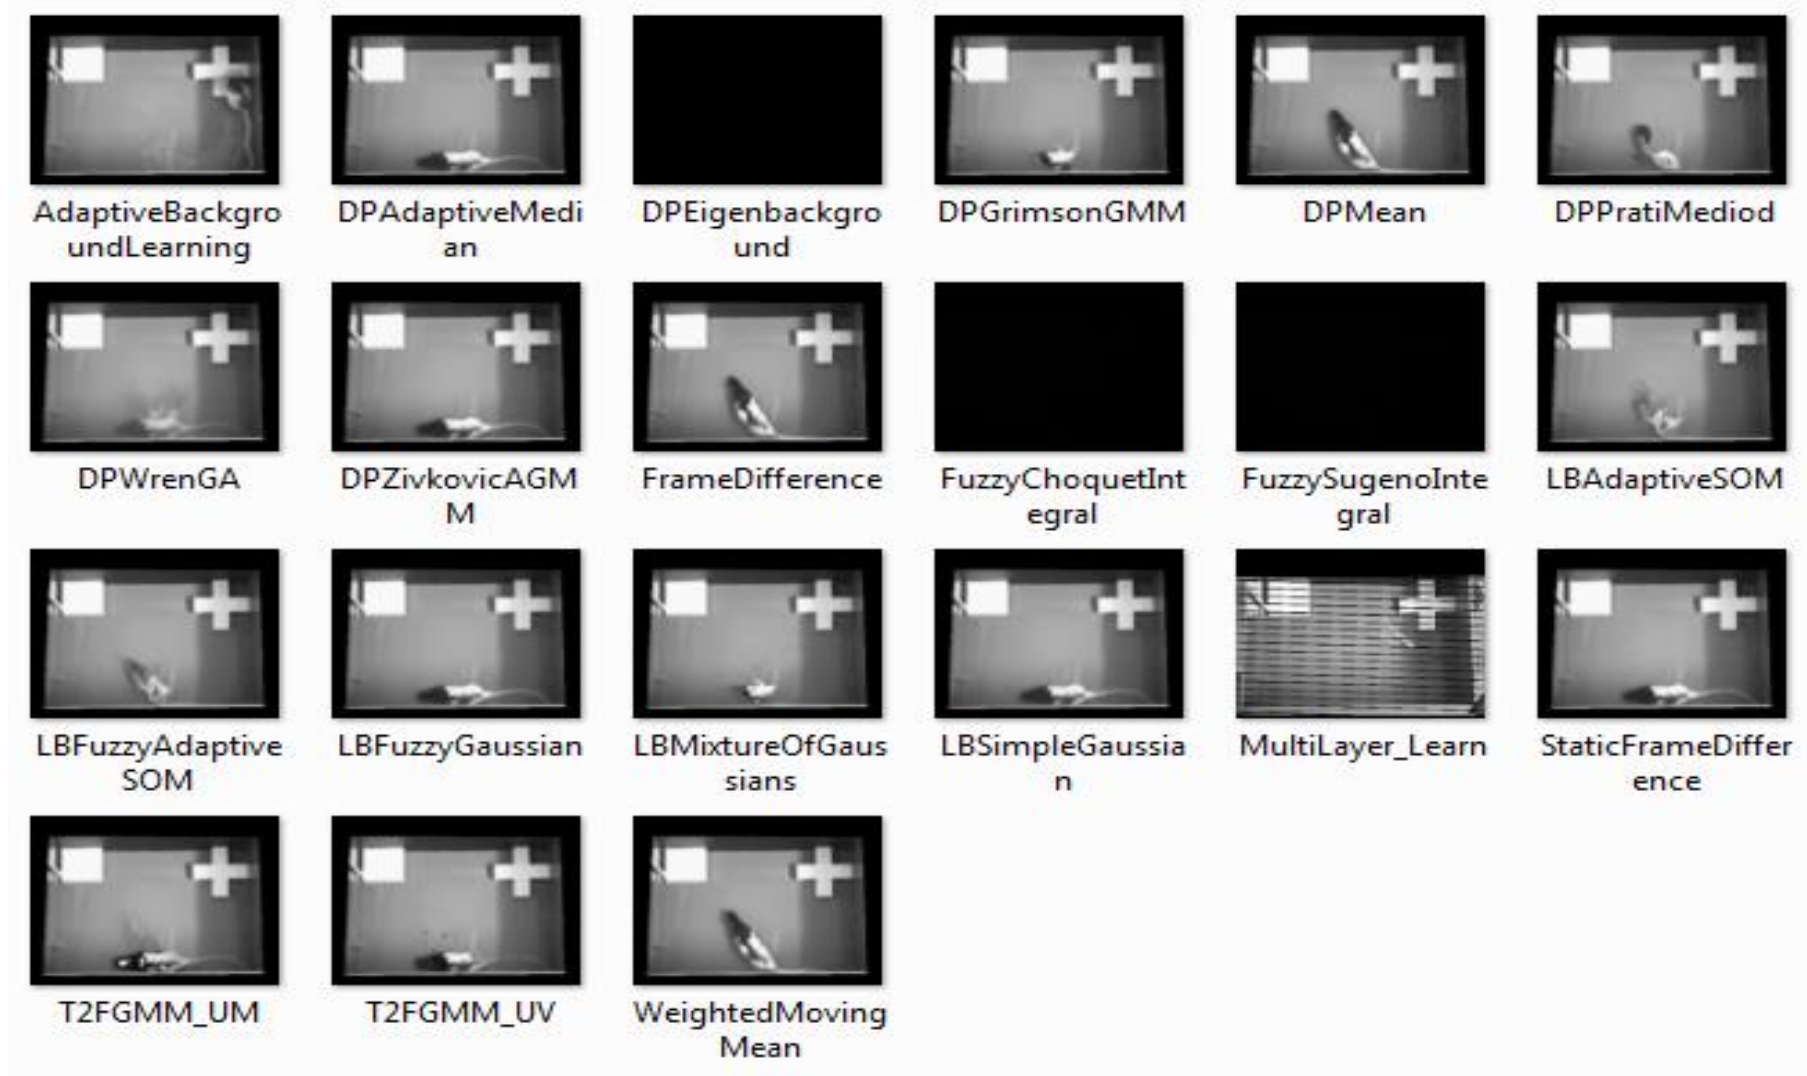 AdaptiveBackgro DPAdaptiveMedi DPEigenbackgro DPGrimsonGMM DPMean DPPratiMediod
undLearning an und
DPWrenGA DPZivkovicAGM FrameDifference FuzzyChoquetInt FuzzySugenoInte LBAdaptiveSOM
M egral gral
LBFuzzyAdaptive LBFuzzyGaussian LBMixtureOfGaus LBSimpleGaussia MultiLayer_Learn StaticFrameDiffer
SOM sians n ence
T2FGMM_UM T2FGMM_UV WeightedMoving
Mean